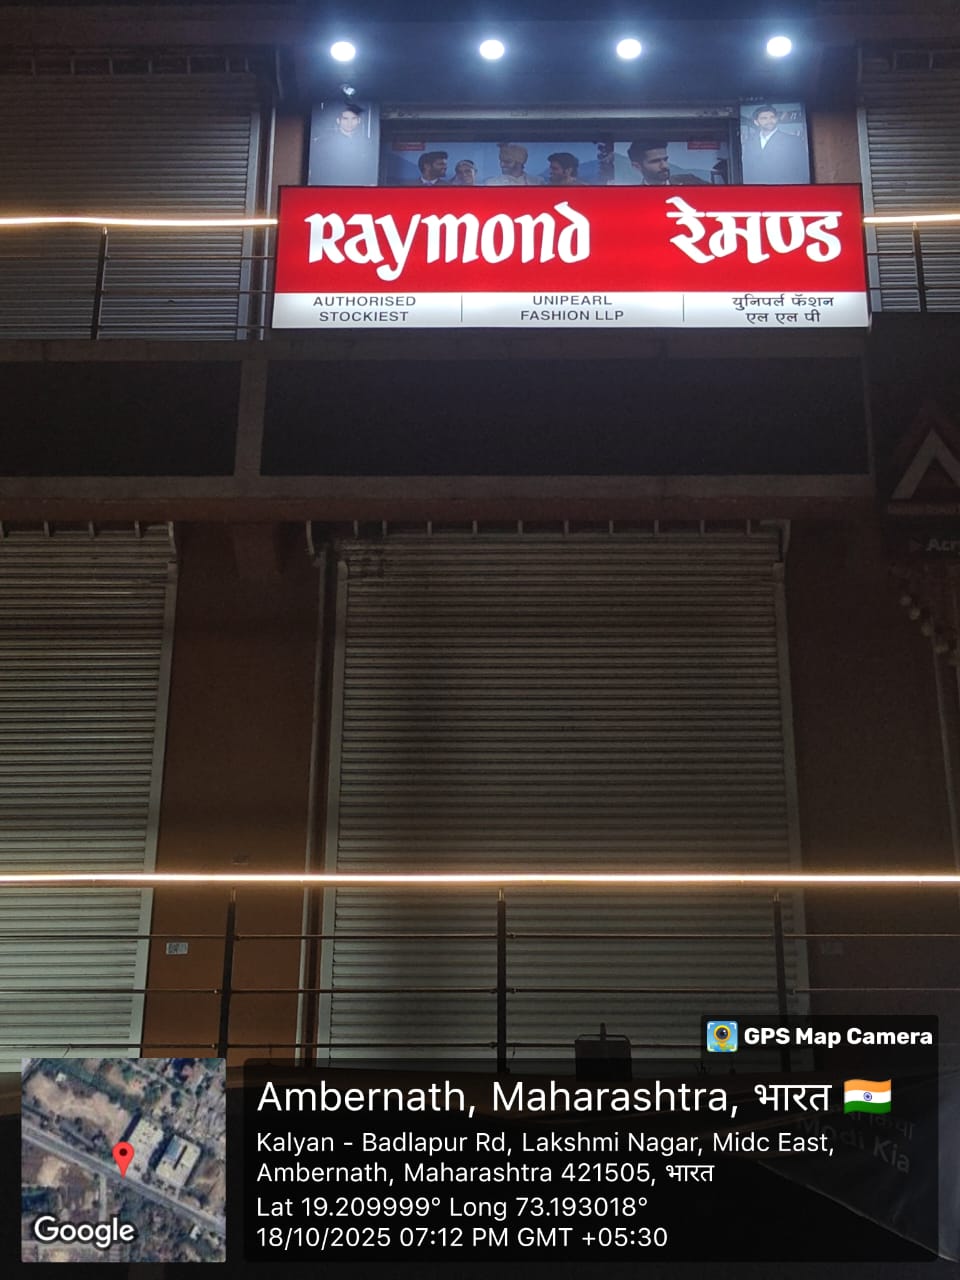 Raymond रेमण्ड
AUTHORISED STOCKIEST
UNIPEARL FASHION LLP
युनिपर्ल फॅशन एल एल पी
GPS Map Camera
Ambernath, Maharashtra, भारत
Kalyan - Badlapur Rd, Lakshmi Nagar, Midc East,
Ambernath, Maharashtra 421505, भारत
Lat 19.209999° Long 73.193018°
18/10/2025 07:12 PM GMT +05:30
Google
Modi Kia